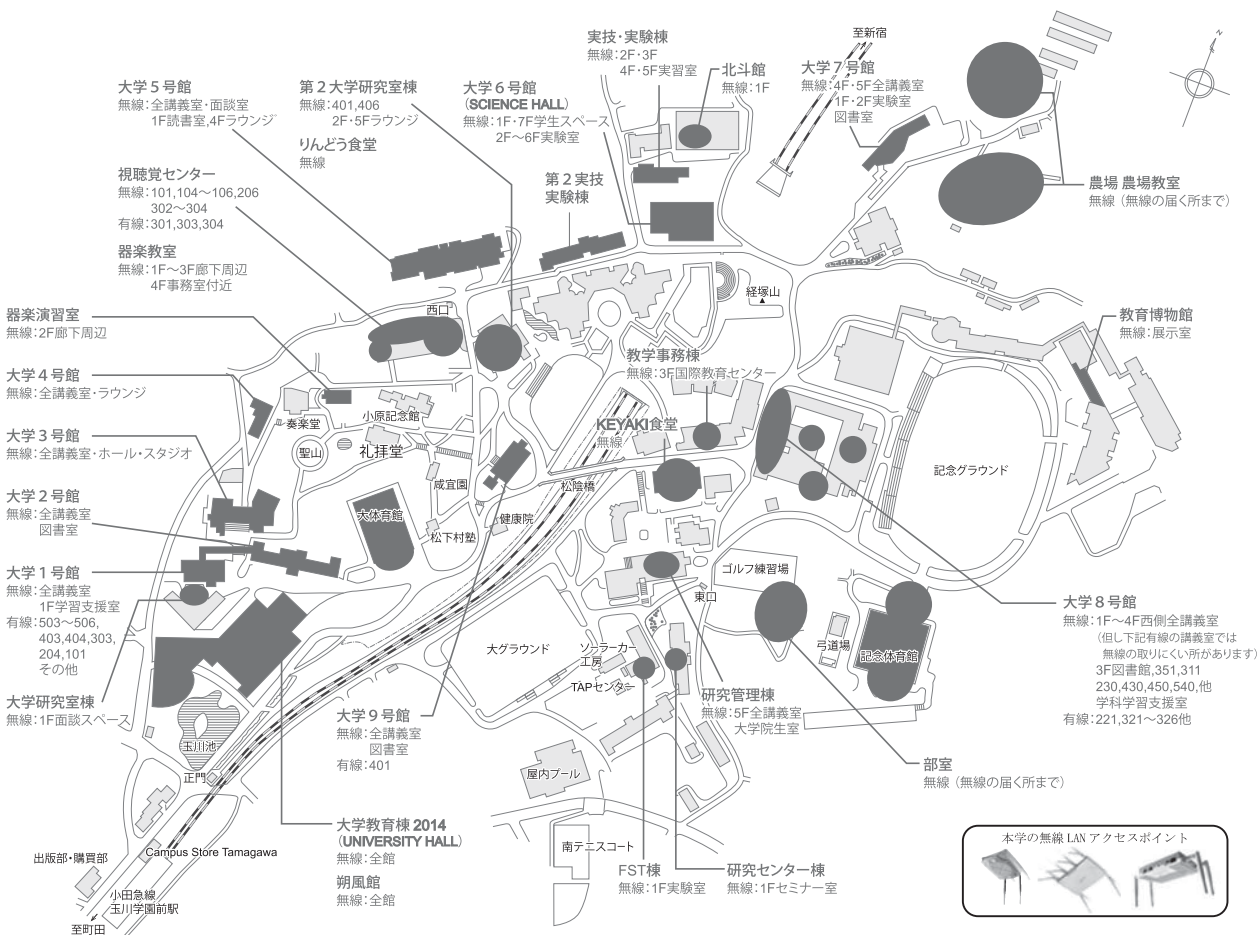 至新宿
N
実技・実験棟
無線：2F・3F
4F・5F実習室
北斗館
無線：1F
大学7号館
無線：4F・5F全講義室
1F・2F実験室
図書室
大学5号館
無線：全講義室・面談室
1F読書室,4Fラウンジ
第2大学研究室棟
無線：401,406
2F・5Fラウンジ
りんどう食堂
無線
大学6号館
(SCIENCE HALL)
無線：1F・7F学生スペース
2F～6F実験室
第2実技
実験棟
農場 農場教室
無線（無線の届く所まで）
視聴覚センター
無線：101,104～106,206
302～304
有線：301,303,304
器楽教室
無線：1F～3F廊下周辺
4F事務室付近
器楽演習室
無線：2F廊下周辺
西口
経塚山
教育博物館
無線：展示室
教学事務棟
無線：3F国際教育センター
大学4号館
無線：全講義室・ラウンジ
奏楽堂
小原記念館
KEYAKI食堂
無線
大学3号館
無線：全講義室・ホール・スタジオ
聖山
礼拝堂
記念グラウンド
咸宜園
松陰橋
大学2号館
無線：全講義室
図書室
大体育館
健康院
松下村塾
大学1号館
無線：全講義室
1F学習支援室
有線：503～506,
403,404,303,
204,101
その他
ゴルフ練習場
東口
大学8号館
無線：1F～4F西側全講義室
（但し下記有線の講義室では
無線の取りにくい所があります）
3F図書館,351,311
230,430,450,540,他
学科学習支援室
有線：221,321～326他
大グラウンド
ソーラーカー
工房
TAPセンター
弓道場
記念体育館
大学研究室棟
無線：1F面談スペース
研究管理棟
無線：5F全講義室
大学院生室
大学9号館
無線：全講義室
図書室
有線：401
玉川池
正門
屋内プール
部室
無線（無線の届く所まで）
大学教育棟 2014
(UNIVERSITY HALL)
無線：全館
朔風館
無線：全館
出版部・購買部
Campus Store Tamagawa
南テニスコート
FST棟
無線：1F実験室
研究センター棟
無線：1Fセミナー室
小田急線
玉川学園前駅
至町田
本学の無線 LAN アクセスポイント